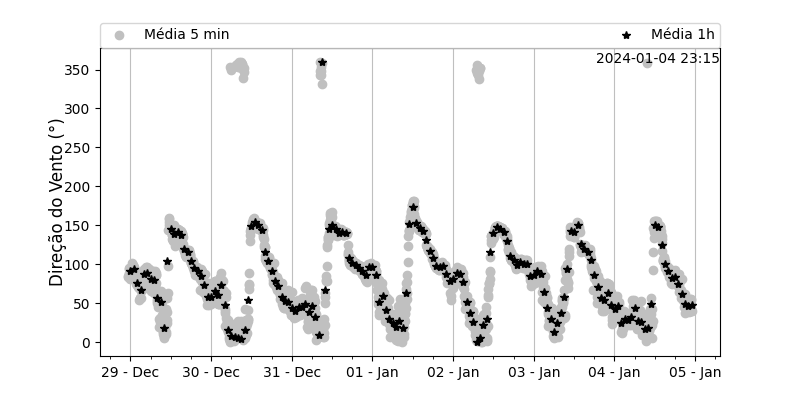 Média 5 min
Média 1h
2024-01-04 23:15
Direção do Vento (°)
350
300
250
200
150
100
50
0
29 - Dec
30 - Dec
31 - Dec
01 - Jan
02 - Jan
03 - Jan
04 - Jan
05 - Jan